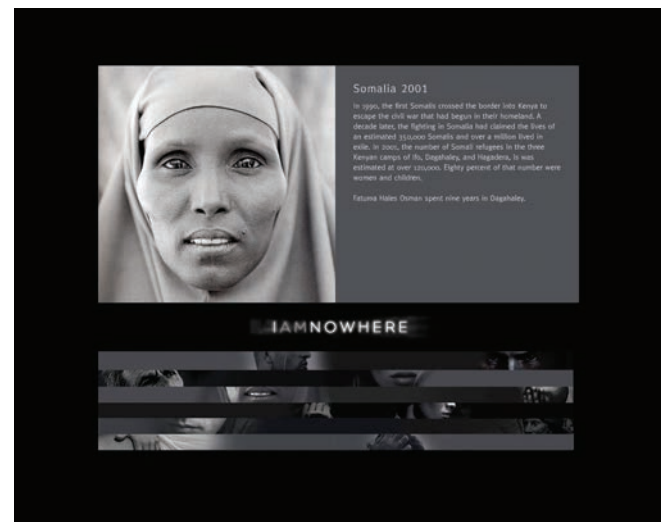 Somalia 2001
In 1990, the first Somalis crossed the border into Kenya to
escape the civil war that had begun in their homeland. A
decade later, the fighting in Somalia had claimed the lives of
an estimated 350,000 Somalis and over a million lived in
exile. In 2001, the number of Somali refugees in the three
Kenyan camps of Ifo, Dagahaley, and Hagadera, is was
estimated at over 120,000. Eighty percent of that number were
women and children.
Fatuma Hales Osman spent nine years in Dagahaley.
IAMNOWHERE